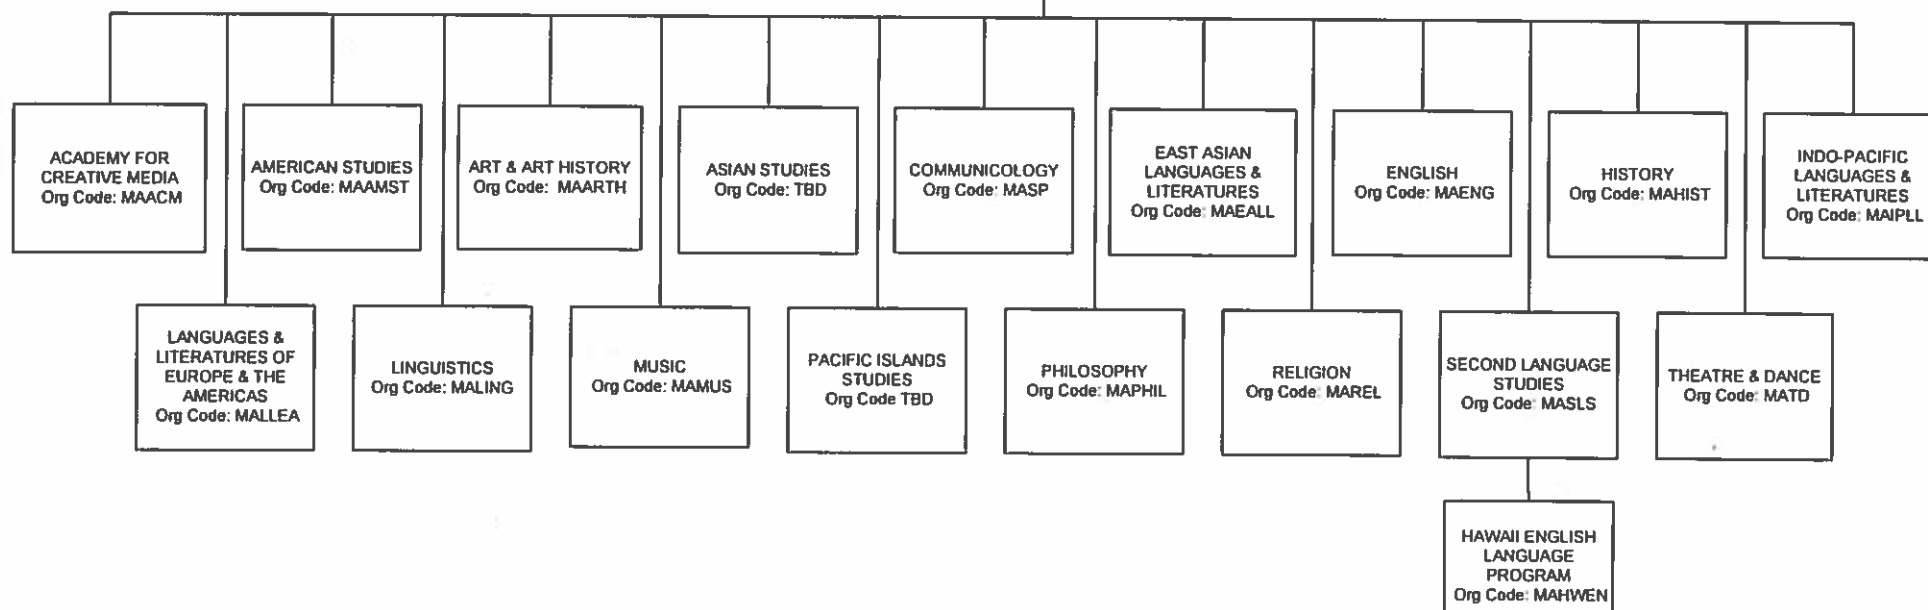 ACADEMY FOR
CREATIVE MEDIA
Org Code: MAACM
AMERICAN STUDIES
Org Code: MAAMST
ART & ART HISTORY
Org Code: MAARTH
ASIAN STUDIES
Org Code: TBD
COMMUNICOLOGY
Org Code: MASP
EAST ASIAN
LANGUAGES &
LITERATURES
Org Code: MAEALL
ENGLISH
Org Code: MAENG
HISTORY
Org Code: MAHIST
INDO-PACIFIC
LANGUAGES &
LITERATURES
Org Code: MAIPLL
LANGUAGES &
LITERATURES OF
EUROPE & THE
AMERICAS
Org Code: MALLEA
LINGUISTICS
Org Code: MALING
MUSIC
Org Code: MAMUS
PACIFIC ISLANDS
STUDIES
Org Code TBD
PHILOSOPHY
Org Code: MAPHIL
RELIGION
Org Code: MAREL
SECOND LANGUAGE
STUDIES
Org Code: MASLS
THEATRE & DANCE
Org Code: MATD
HAWAII ENGLISH
LANGUAGE
PROGRAM
Org Code: MAHWEN